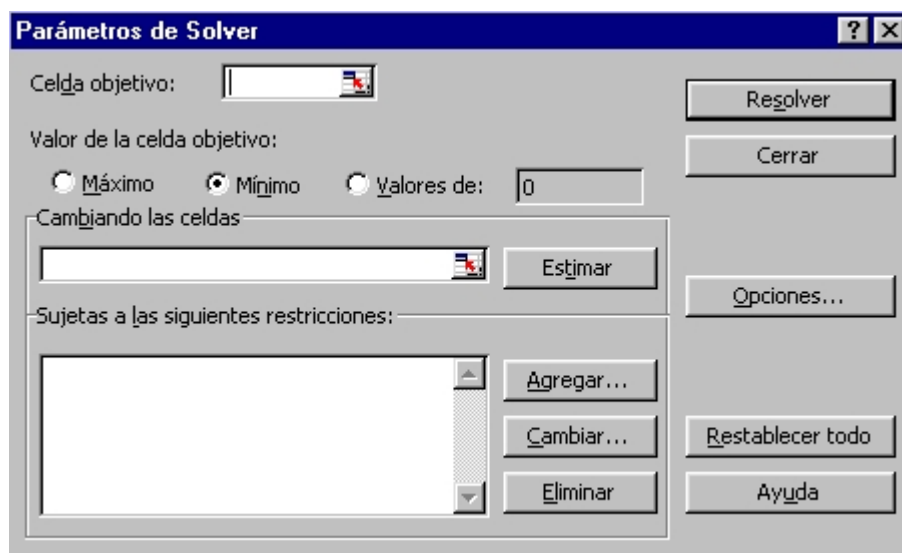 Parámetros de Solver
Celda objetivo:
Resolver
Valor de la celda objetivo:
Cerrar
Máximo Mínimo Valores de: 0
Cambiando las celdas
Estimar
Opciones...
Sujetas a las siguientes restricciones:
Agregar...
Cambiar... Restablecer todo
Eliminar Ayuda